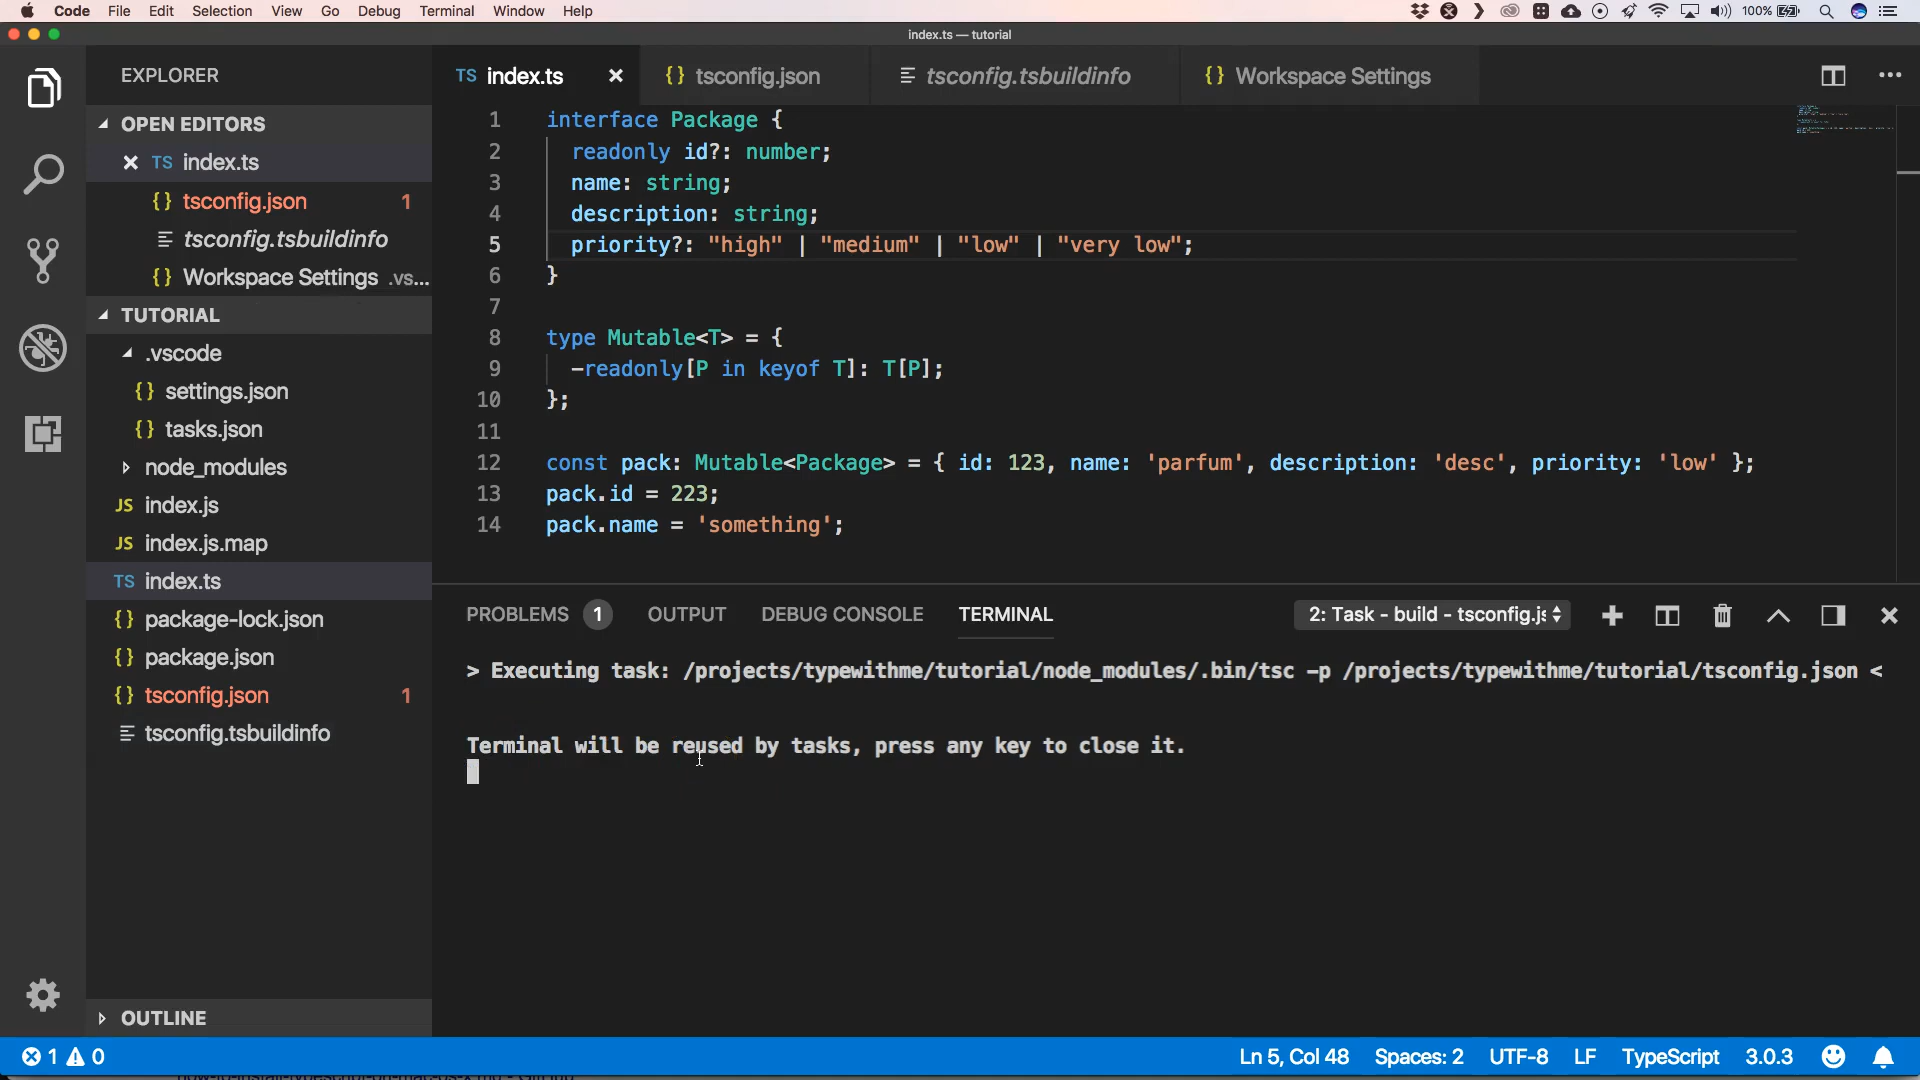 Code File Edit Selection View Go Debug Terminal Window Help
100%
index.ts — tutorial
EXPLORER
OPEN EDITORS
TS index.ts
{} tsconfig.json 1
tsconfig.tsbuildinfo
{} Workspace Settings .vs...
TUTORIAL
.vscode
{} settings.json
{} tasks.json
node_modules
JS index.js
JS index.js.map
TS index.ts
{} package-lock.json
{} package.json
{} tsconfig.json 1
tsconfig.tsbuildinfo
OUTLINE
TS index.ts
{} tsconfig.json
tsconfig.tsbuildinfo
{} Workspace Settings
1 interface Package {
2 readonly id?: number;
3 name: string;
4 description: string;
5 priority?: "high" | "medium" | "low" | "very low";
6 }
7
8 type Mutable<T> = {
9 -readonly[P in keyof T]: T[P];
10 };
11
12 const pack: Mutable<Package> = { id: 123, name: 'parfum', description: 'desc', priority: 'low' };
13 pack.id = 223;
14 pack.name = 'something';
PROBLEMS 1 OUTPUT DEBUG CONSOLE TERMINAL
2: Task - build - tsconfig.js
> Executing task: /projects/typewithme/tutorial/node_modules/.bin/tsc -p /projects/typewithme/tutorial/tsconfig.json <
Terminal will be reused by tasks, press any key to close it.
1 0
Ln 5, Col 48 Spaces: 2 UTF-8 LF TypeScript 3.0.3